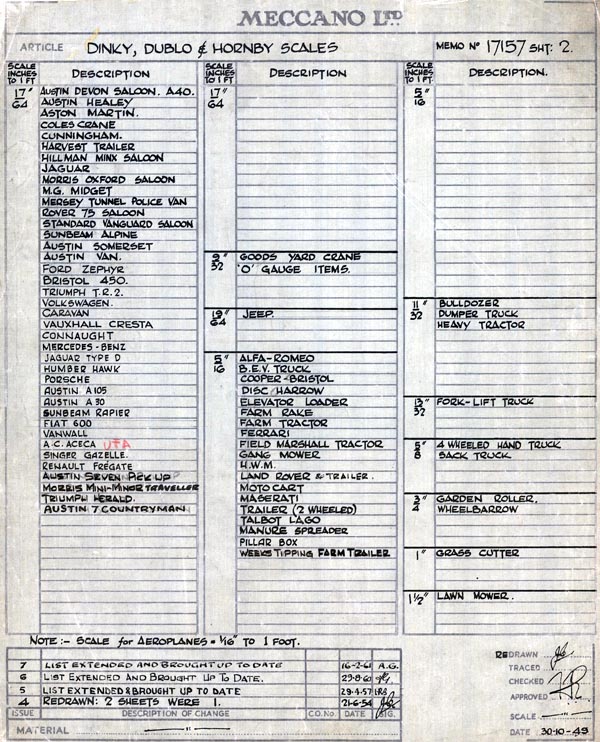 MECCANO LTD
ARTICLE DINKY, DUBLO & HORNBY SCALES
MEMO No 17157 SHT: 2.
SCALE INCHES TO 1 FT
DESCRIPTION
17" 64
AUSTIN DEVON SALOON. A40.
AUSTIN HEALEY
ASTON MARTIN.
COLES CRANE
CUNNINGHAM.
HARVEST TRAILER
HILLMAN MINX SALOON
JAGUAR
MORRIS OXFORD SALOON
M.G. MIDGET
MERSEY TUNNEL POLICE VAN
ROVER 75 SALOON
STANDARD VANGUARD SALOON
SUNBEAM ALPINE
AUSTIN SOMERSET
AUSTIN VAN.
FORD ZEPHYR
BRISTOL 450.
TRIUMPH T.R.2.
VOLKSWAGEN.
CARAVAN
VAUXHALL CRESTA
CONNAUGHT
MERCEDES-BENZ
JAGUAR TYPE D
HUMBER HAWK
PORSCHE
AUSTIN A105
AUSTIN A30
SUNBEAM RAPIER
FIAT 600
VANWALL
A.C. ACECA
SINGER GAZELLE.
RENAULT FREGATE
AUSTIN SEVEN PICK UP
MORRIS MINI-MINOR TRAVELLER
TRIUMPH HERALD.
AUSTIN 7 COUNTRYMAN
SCALE INCHES TO 1 FT
DESCRIPTION
17" 64
9" 32
GOODS YARD CRANE
'O' GAUGE ITEMS.
19" 64
JEEP.
5" 16
ALFA-ROMEO
B.E.V. TRUCK
COOPER-BRISTOL
DISC HARROW
ELEVATOR LOADER
FARM RAKE
FARM TRACTOR
FERRARI
FIELD MARSHALL TRACTOR
GANG MOWER
H.W.M.
LAND ROVER & TRAILER.
MOTOCART
MASERATI
TRAILER (2 WHEELED)
TALBOT LAGO
MANURE SPREADER
PILLAR BOX
WEEKS TIPPING FARM TRAILER
SCALE INCHES TO 1 FT
DESCRIPTION.
5" 16
11" 32
BULLDOZER
DUMPER TRUCK
HEAVY TRACTOR
13" 32
FORK-LIFT TRUCK
5" 8
4 WHEELED HAND TRUCK
SACK TRUCK.
3" 4
GARDEN ROLLER.
WHEELBARROW
1" GRASS CUTTER
1½" LAWN MOWER.
NOTE:- SCALE for AEROPLANES = 1/16" TO 1 FOOT.
7 LIST EXTENDED AND BROUGHT UP TO DATE 16-2-61 A.G.
6 LIST EXTENDED AND BROUGHT UP TO DATE. 29-8-60
5 LIST EXTENDED & BROUGHT UP TO DATE 29-4-57
4 REDRAWN: 2 SHEETS WERE 1. 21-6-54
ISSUE DESCRIPTION OF CHANGE CO.No. DATE SIG.
MATERIAL
REDRAWN
TRACED
CHECKED
APPROVED
SCALE
DATE 30-10-49